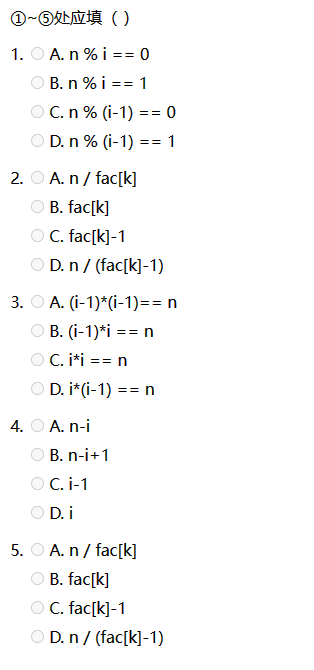 ①~⑤处应填（ ）
1. A. n % i == 0
B. n % i == 1
C. n % (i-1) == 0
D. n % (i-1) == 1
2. A. n / fac[k]
B. fac[k]
C. fac[k]-1
D. n / (fac[k]-1)
3. A. (i-1)*(i-1)== n
B. (i-1)*i == n
C. i*i == n
D. i*(i-1) == n
4. A. n-i
B. n-i+1
C. i-1
D. i
5. A. n / fac[k]
B. fac[k]
C. fac[k]-1
D. n / (fac[k]-1)